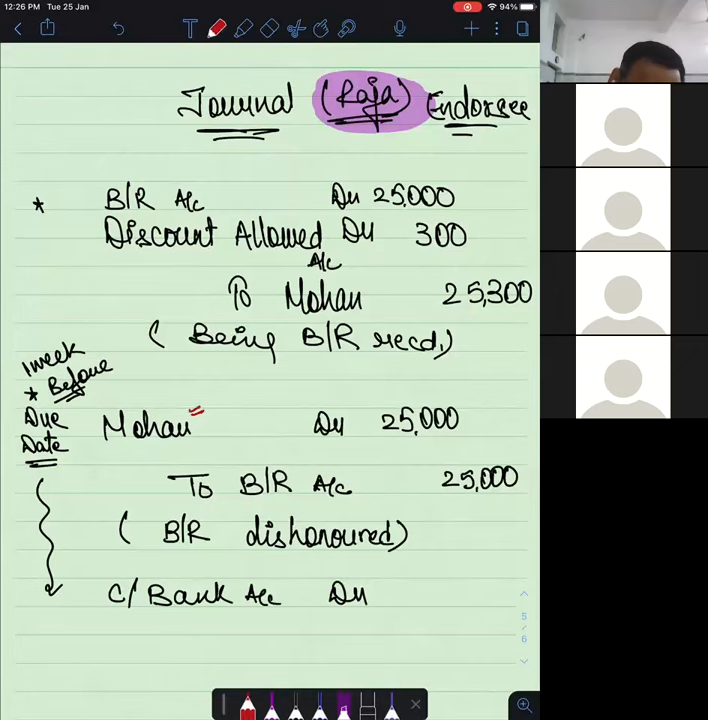 12:26 PM Tue 25 Jan
94%
Journal (Raja) Endorsee
* B/R A/c Dr 25,000
Discount Allowed Dr 300
A/c
To Mohan 25,300
( Being B/R recd.)
1 week
* Before
Due
Date
Mohan Dr 25,000
To B/R A/c 25,000
( B/R dishonoured)
C/ Bank A/c Dr
5
/
6